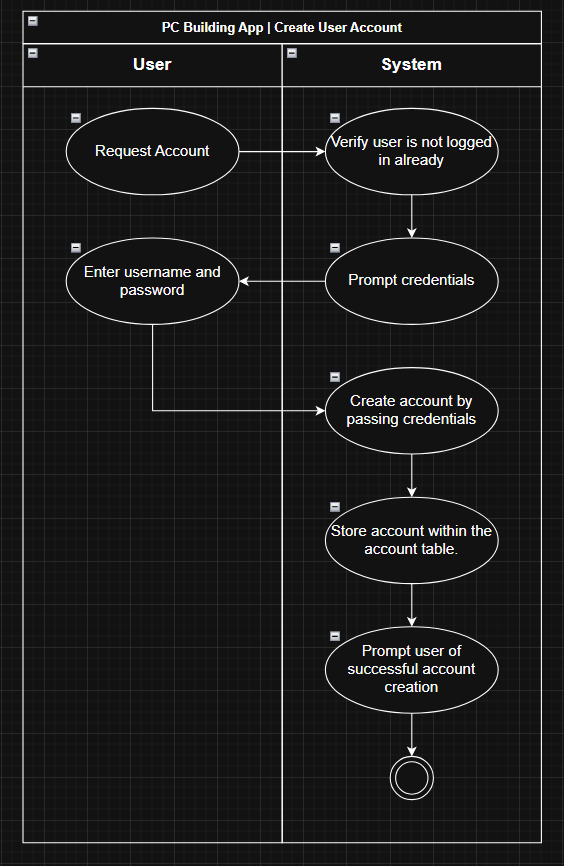 PC Building App | Create User Account
User
System
Request Account
Verify user is not logged
in already
Enter username and
password
Prompt credentials
Create account by
passing credentials
Store account within the
account table.
Prompt user of
successful account
creation